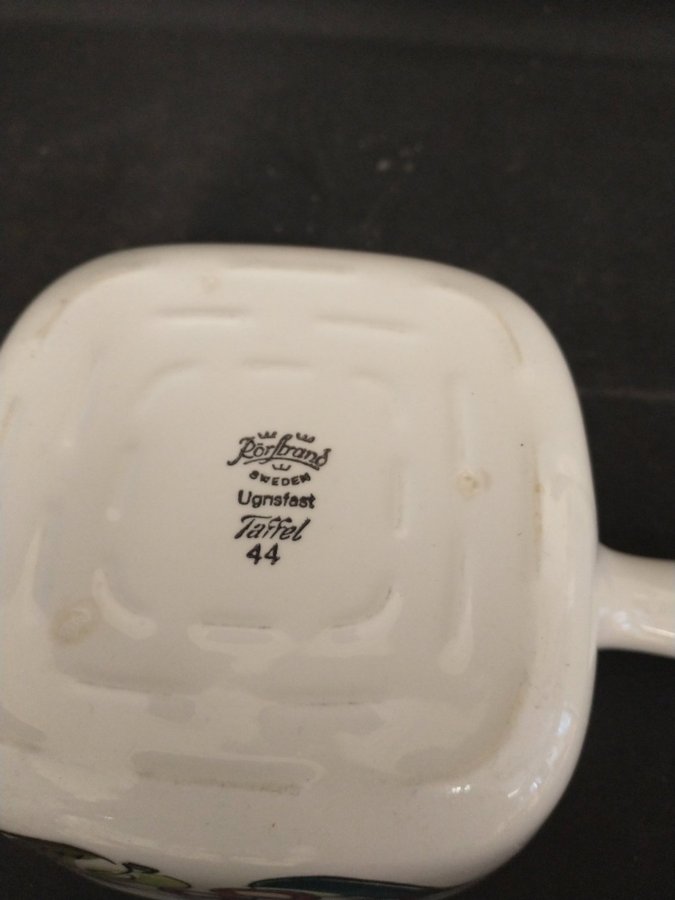 Rörstrand
SWEDEN
Ugnsfast
Taffel
44